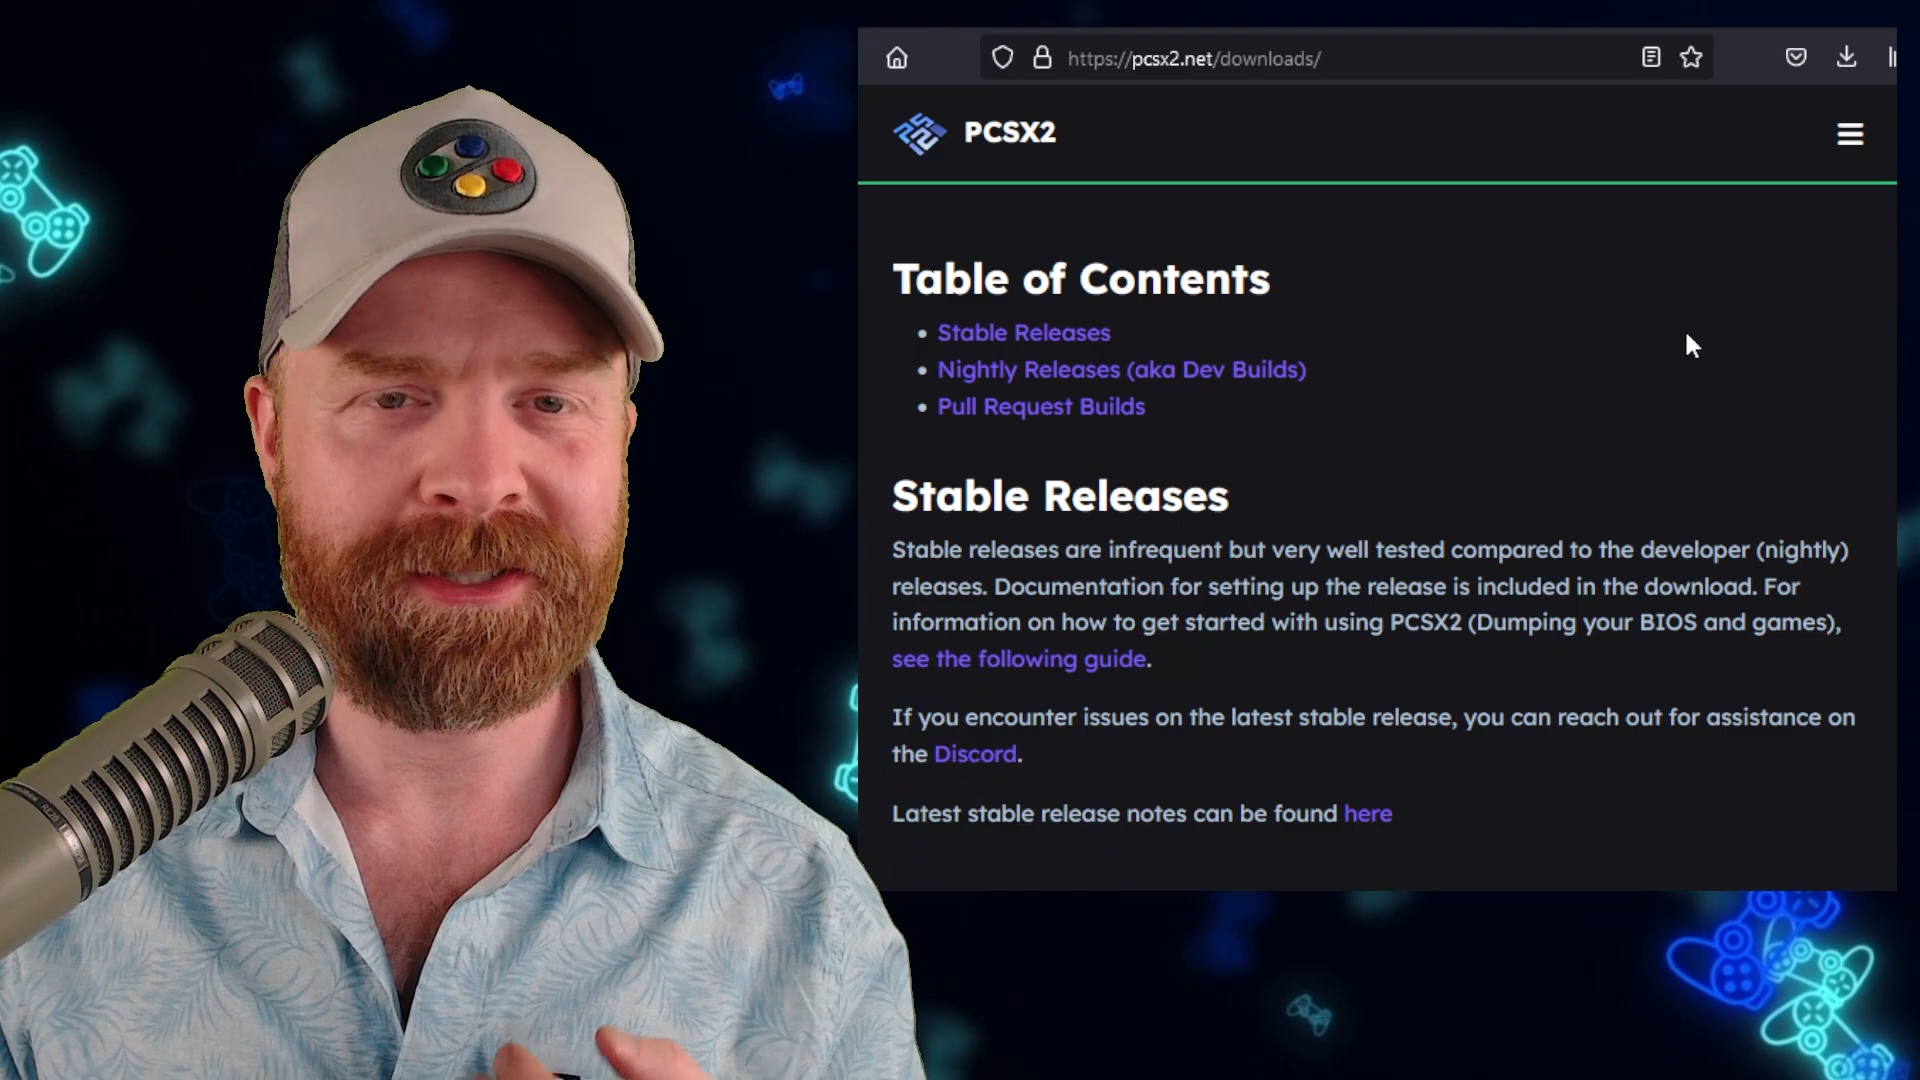 https://pcsx2.net/downloads/
PCSX2
Table of Contents
Stable Releases
Nightly Releases (aka Dev Builds)
Pull Request Builds
Stable Releases
Stable releases are infrequent but very well tested compared to the developer (nightly)
releases. Documentation for setting up the release is included in the download. For
information on how to get started with using PCSX2 (Dumping your BIOS and games),
see the following guide.
If you encounter issues on the latest stable release, you can reach out for assistance on
the Discord.
Latest stable release notes can be found here